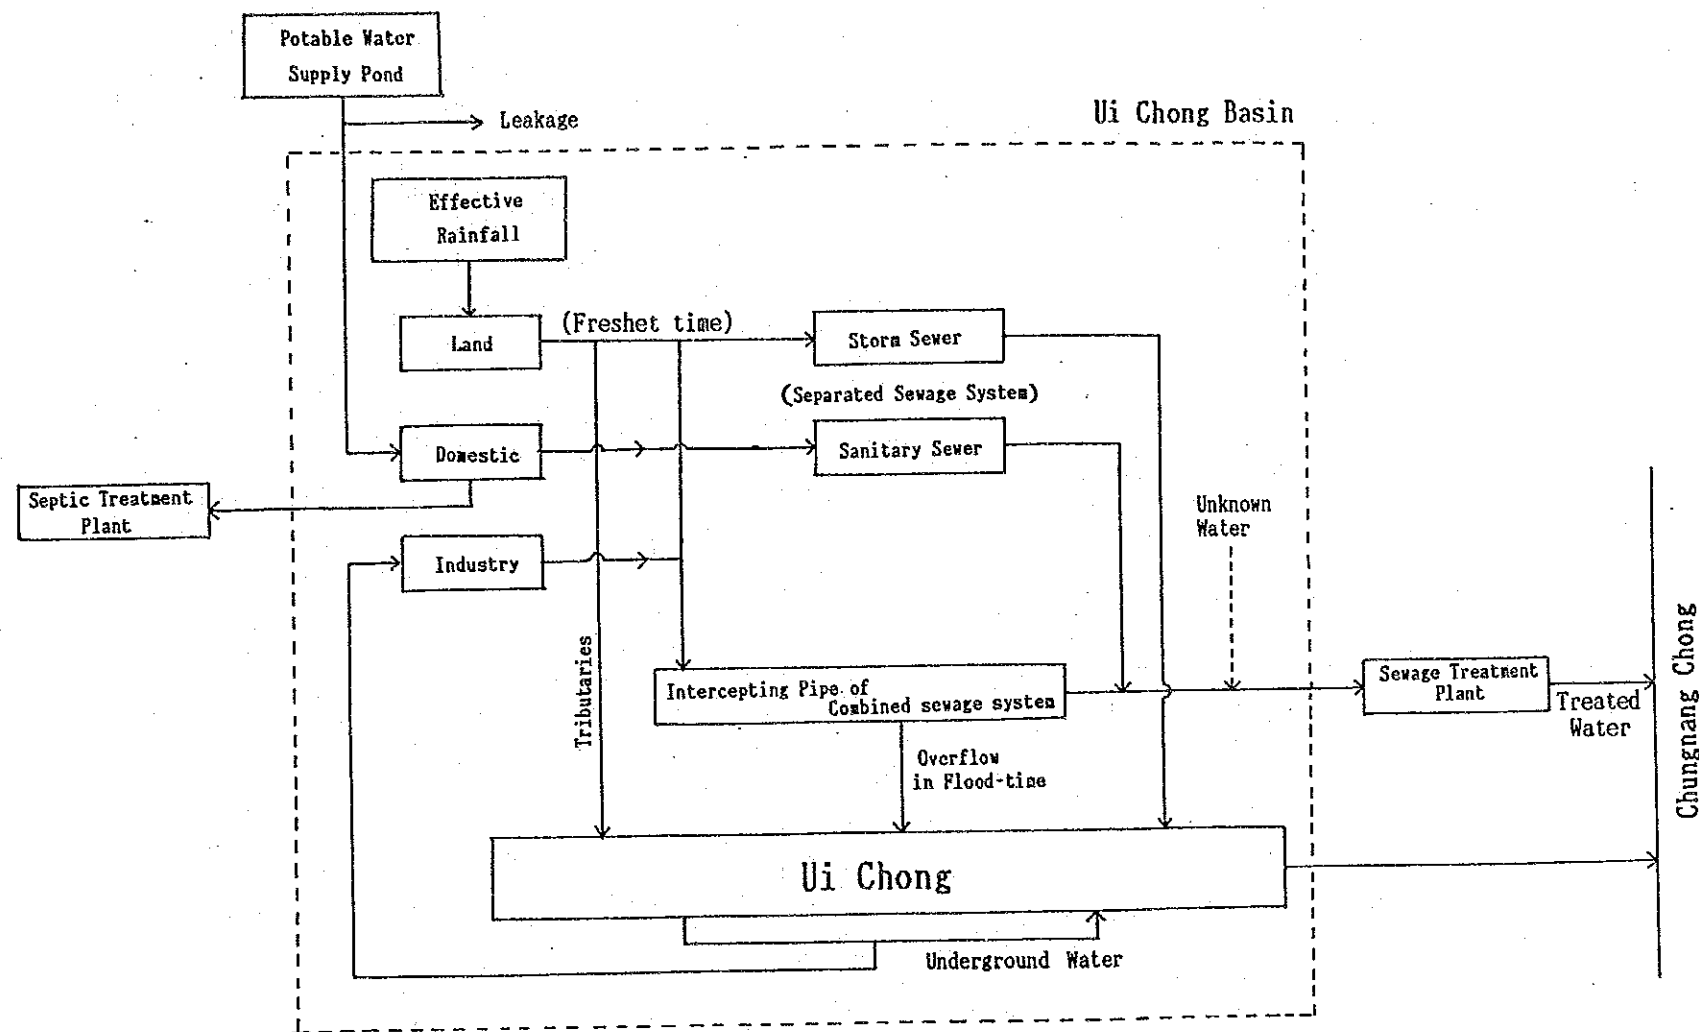 Potable Water
Supply Pond
Leakage
Ui Chong Basin
Effective
Rainfall
Land
(Freshet time)
Storm Sewer
(Separated Sewage System)
Domestic
Sanitary Sewer
Septic Treatment
Plant
Unknown
Water
Industry
Tributaries
Intercepting Pipe of
Combined sewage system
Sewage Treatment
Plant
Treated
Water
Chungnang Chong
Overflow
in Flood-time
Ui Chong
Underground Water